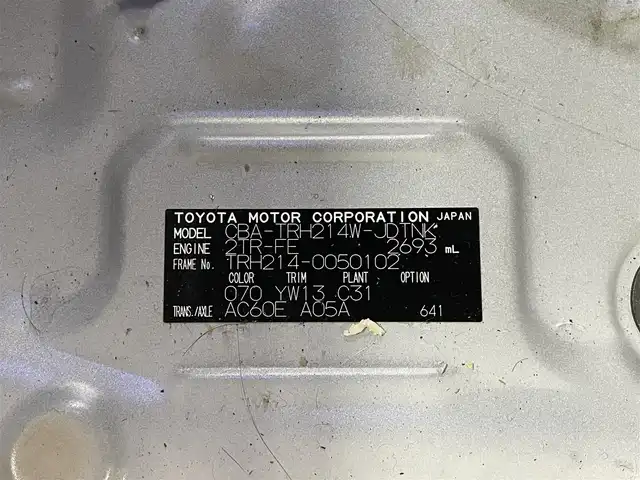 TOYOTA MOTOR CORPORATION JAPAN
MODEL CBA-TRH214W-JDTNK
ENGINE 2TR-FE 2693 mL
FRAME No. TRH214-0050102
COLOR TRIM PLANT OPTION
070 YW13 C31
TRANS./AXLE AC60E A05A 641